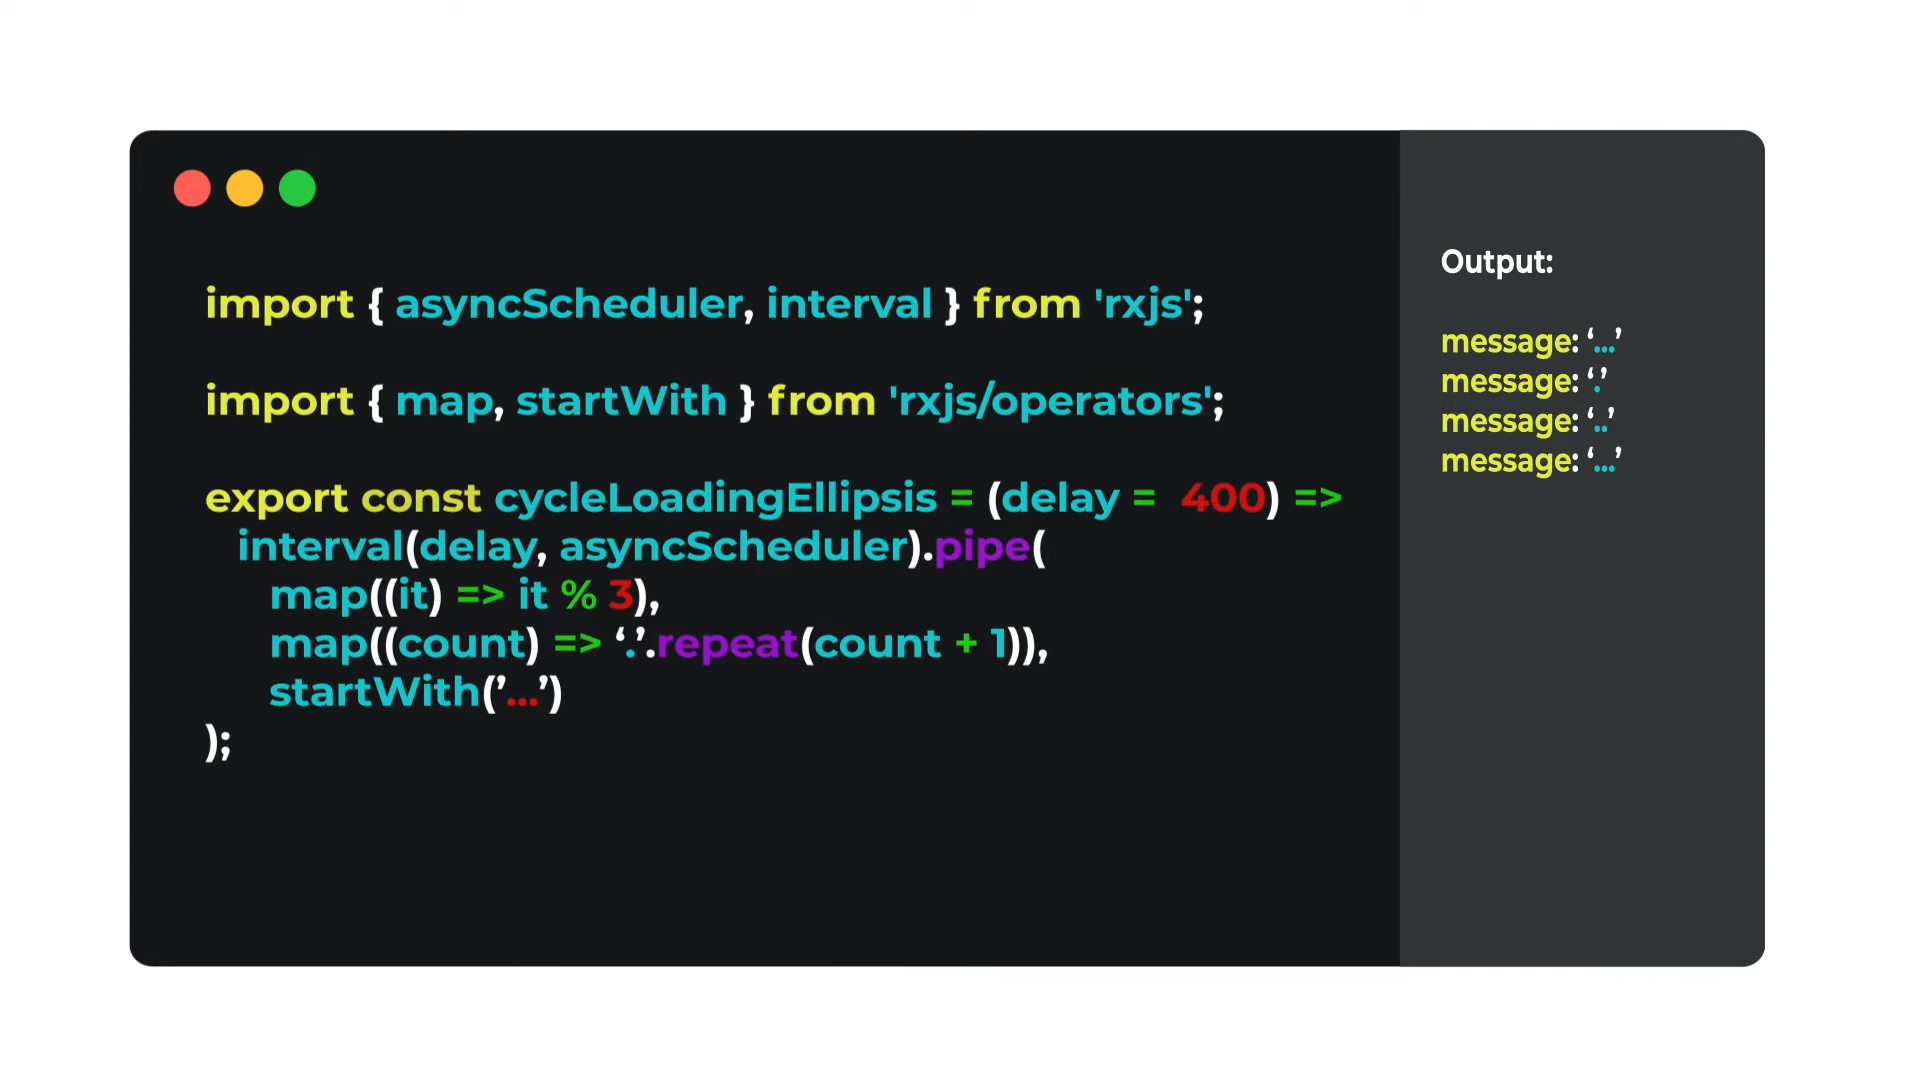 import { asyncScheduler, interval } from 'rxjs';
import { map, startWith } from 'rxjs/operators';
export const cycleLoadingEllipsis = (delay = 400) =>
interval(delay, asyncScheduler).pipe(
map((it) => it % 3),
map((count) => ‘.’.repeat(count + 1)),
startWith(’...’)
);
Output:
message: ‘...’
message: ‘.’
message: ‘..’
message: ‘...’